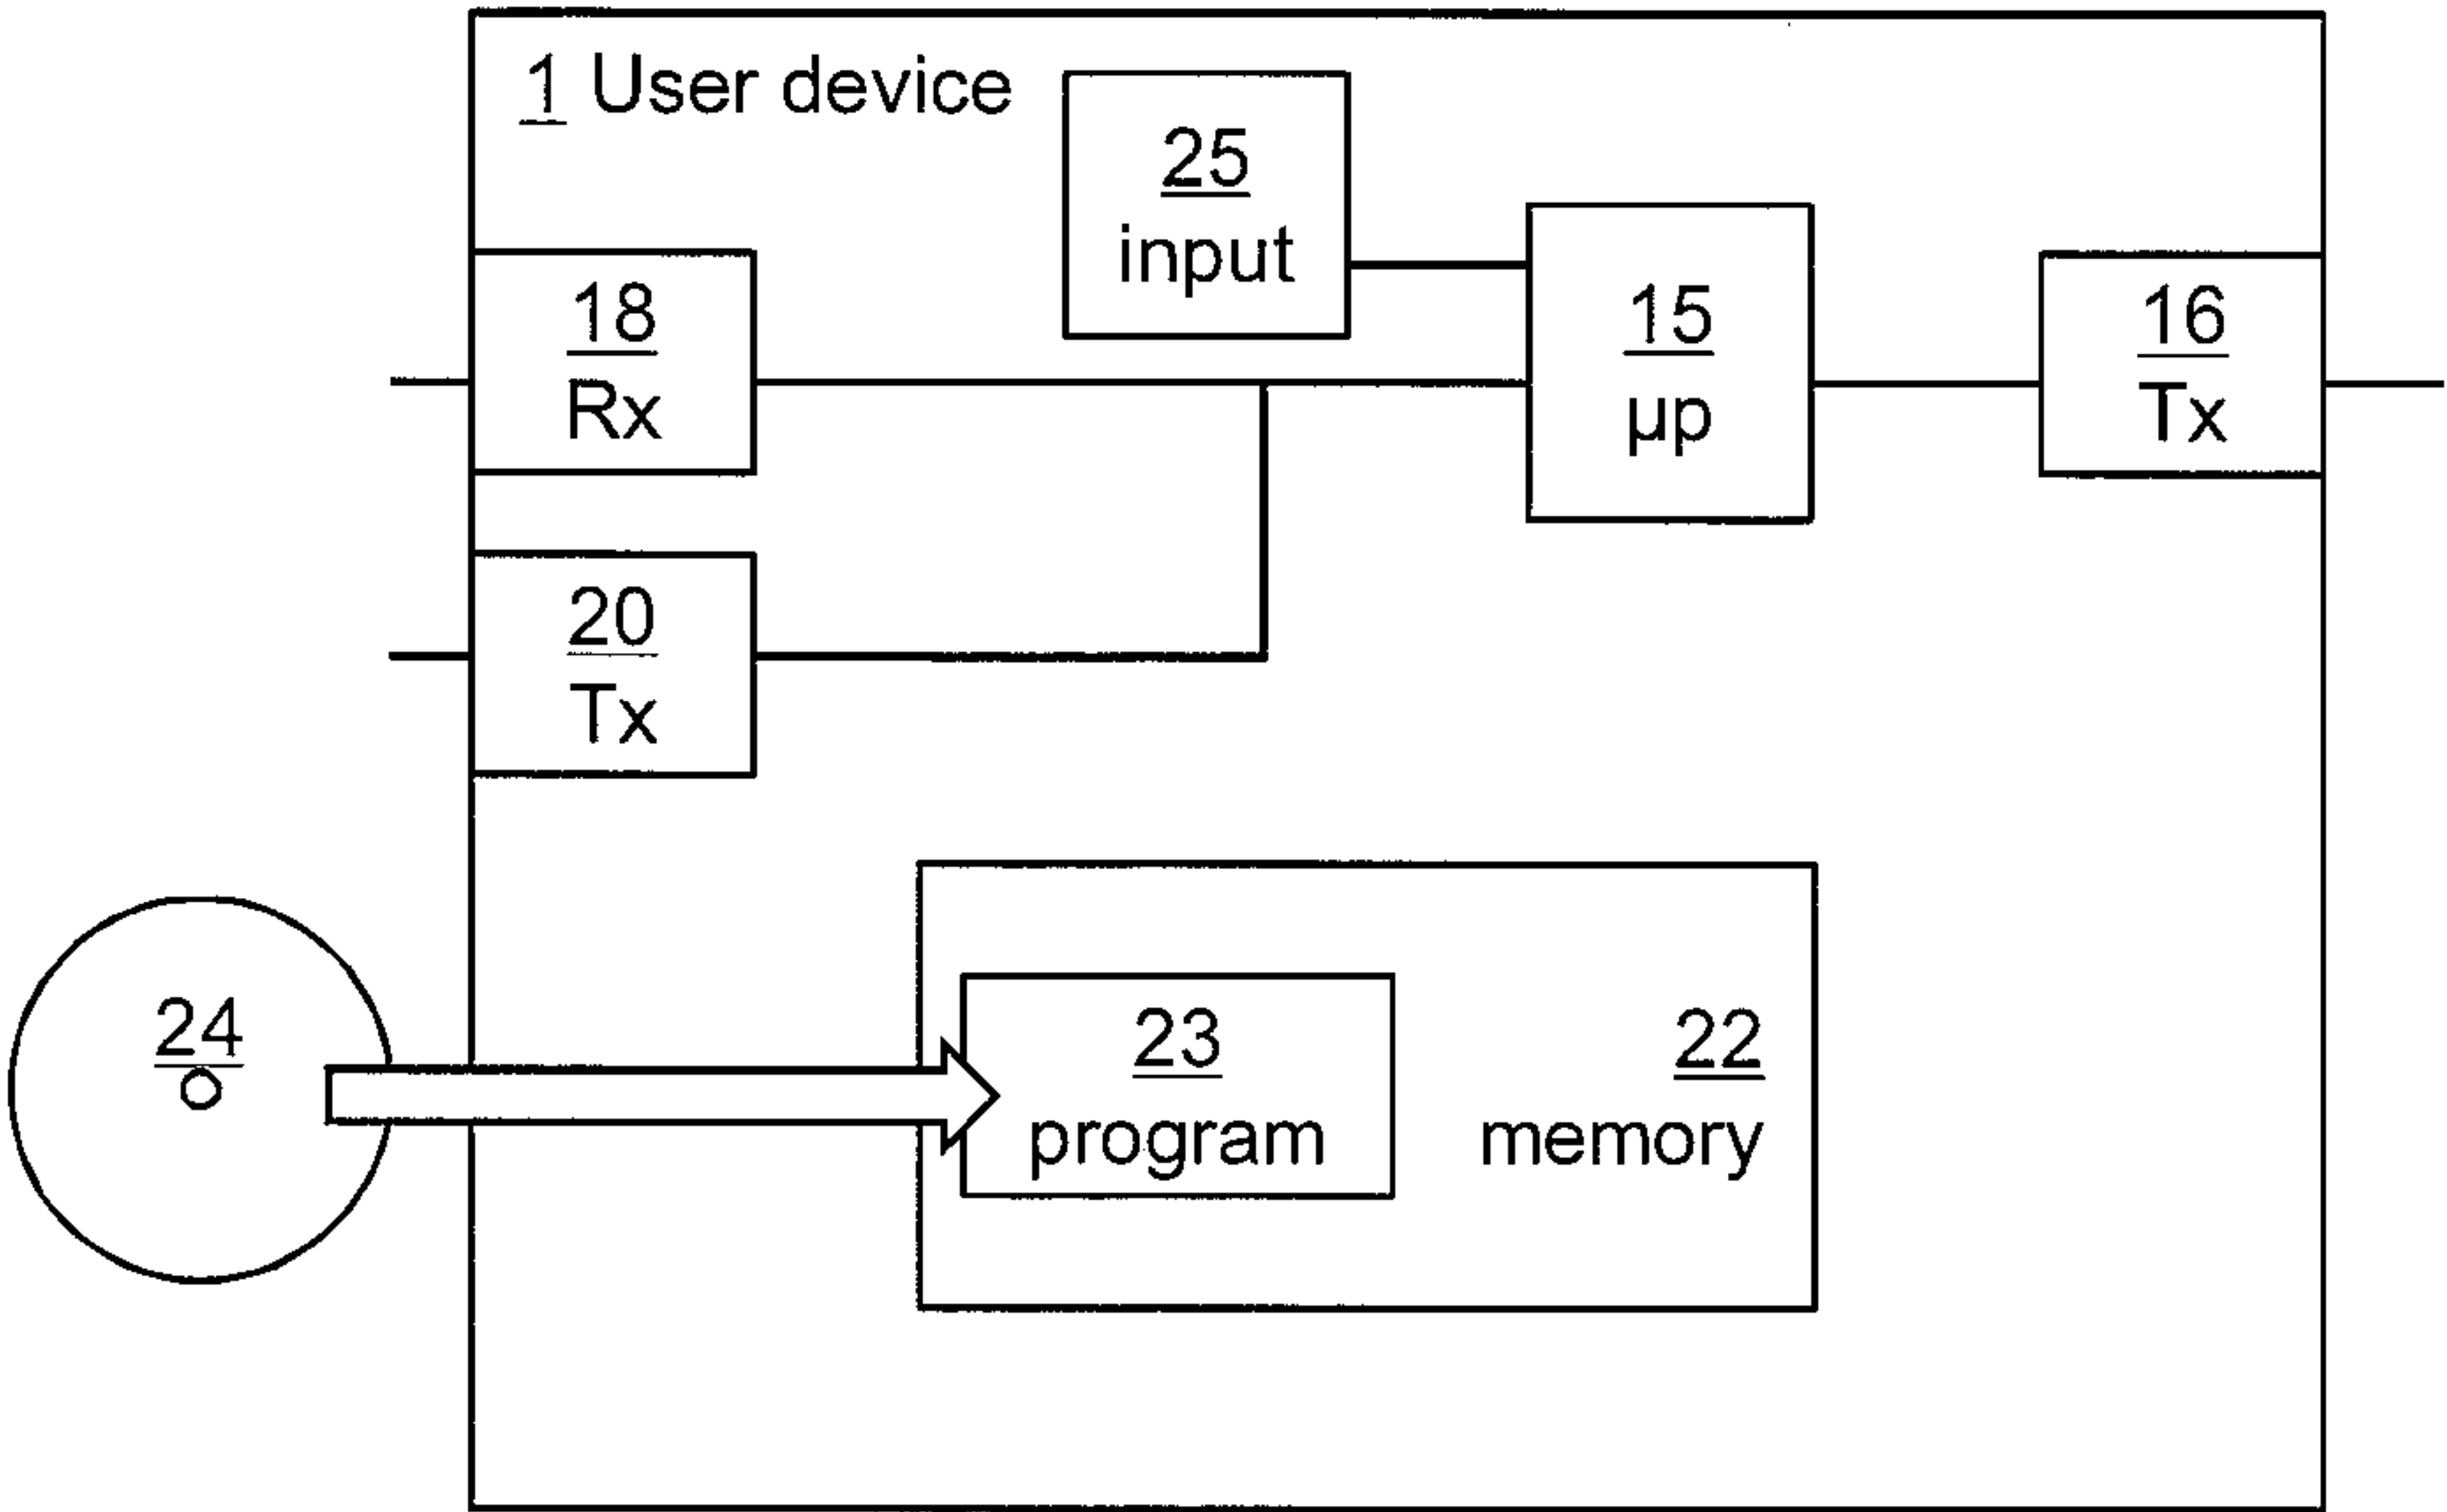 1 User device
25
input
18
Rx
15
µp
16
Tx
20
Tx
24
23
program
22
memory